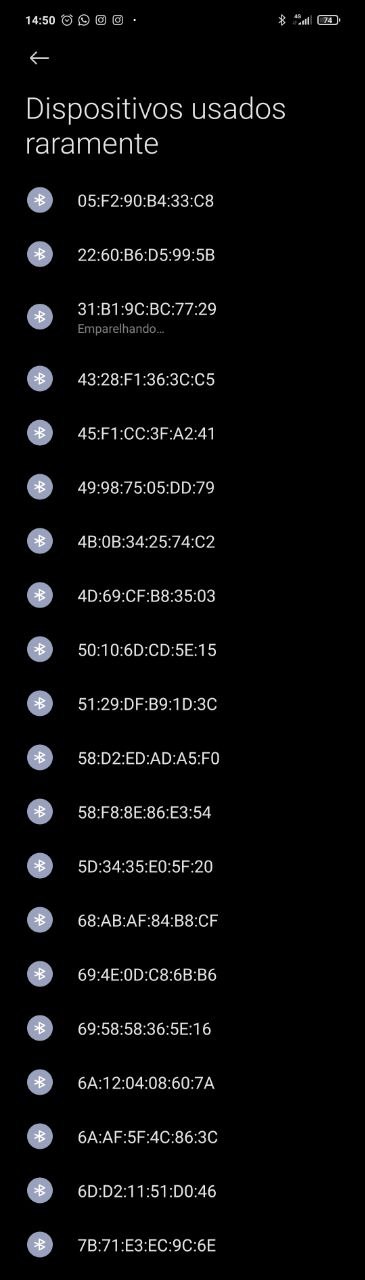 14:50
4G
74
Dispositivos usados
raramente
05:F2:90:B4:33:C8
22:60:B6:D5:99:5B
31:B1:9C:BC:77:29
Emparelhando...
43:28:F1:36:3C:C5
45:F1:CC:3F:A2:41
49:98:75:05:DD:79
4B:0B:34:25:74:C2
4D:69:CF:B8:35:03
50:10:6D:CD:5E:15
51:29:DF:B9:1D:3C
58:D2:ED:AD:A5:F0
58:F8:8E:86:E3:54
5D:34:35:E0:5F:20
68:AB:AF:84:B8:CF
69:4E:0D:C8:6B:B6
69:58:58:36:5E:16
6A:12:04:08:60:7A
6A:AF:5F:4C:86:3C
6D:D2:11:51:D0:46
7B:71:E3:EC:9C:6E